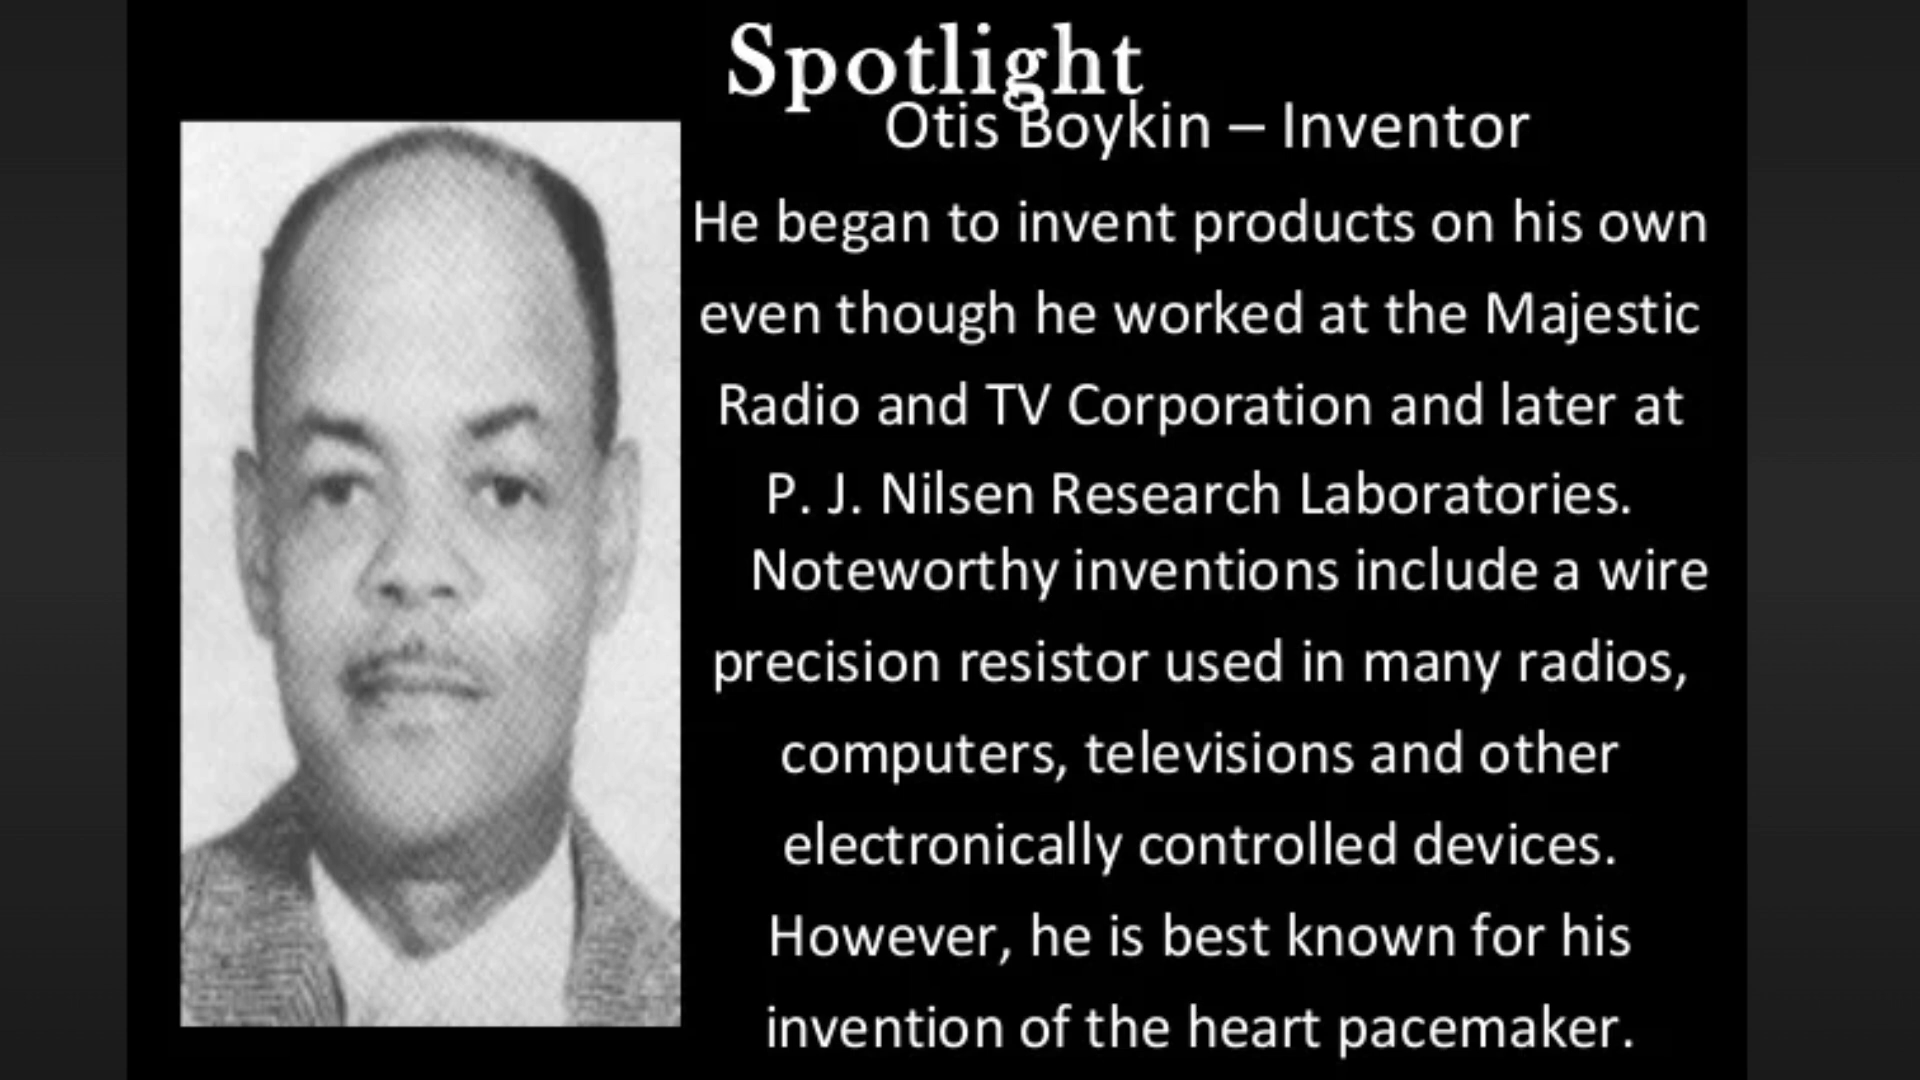 Spotlight
Otis Boykin – Inventor
He began to invent products on his own
even though he worked at the Majestic
Radio and TV Corporation and later at
P. J. Nilsen Research Laboratories.
Noteworthy inventions include a wire
precision resistor used in many radios,
computers, televisions and other
electronically controlled devices.
However, he is best known for his
invention of the heart pacemaker.